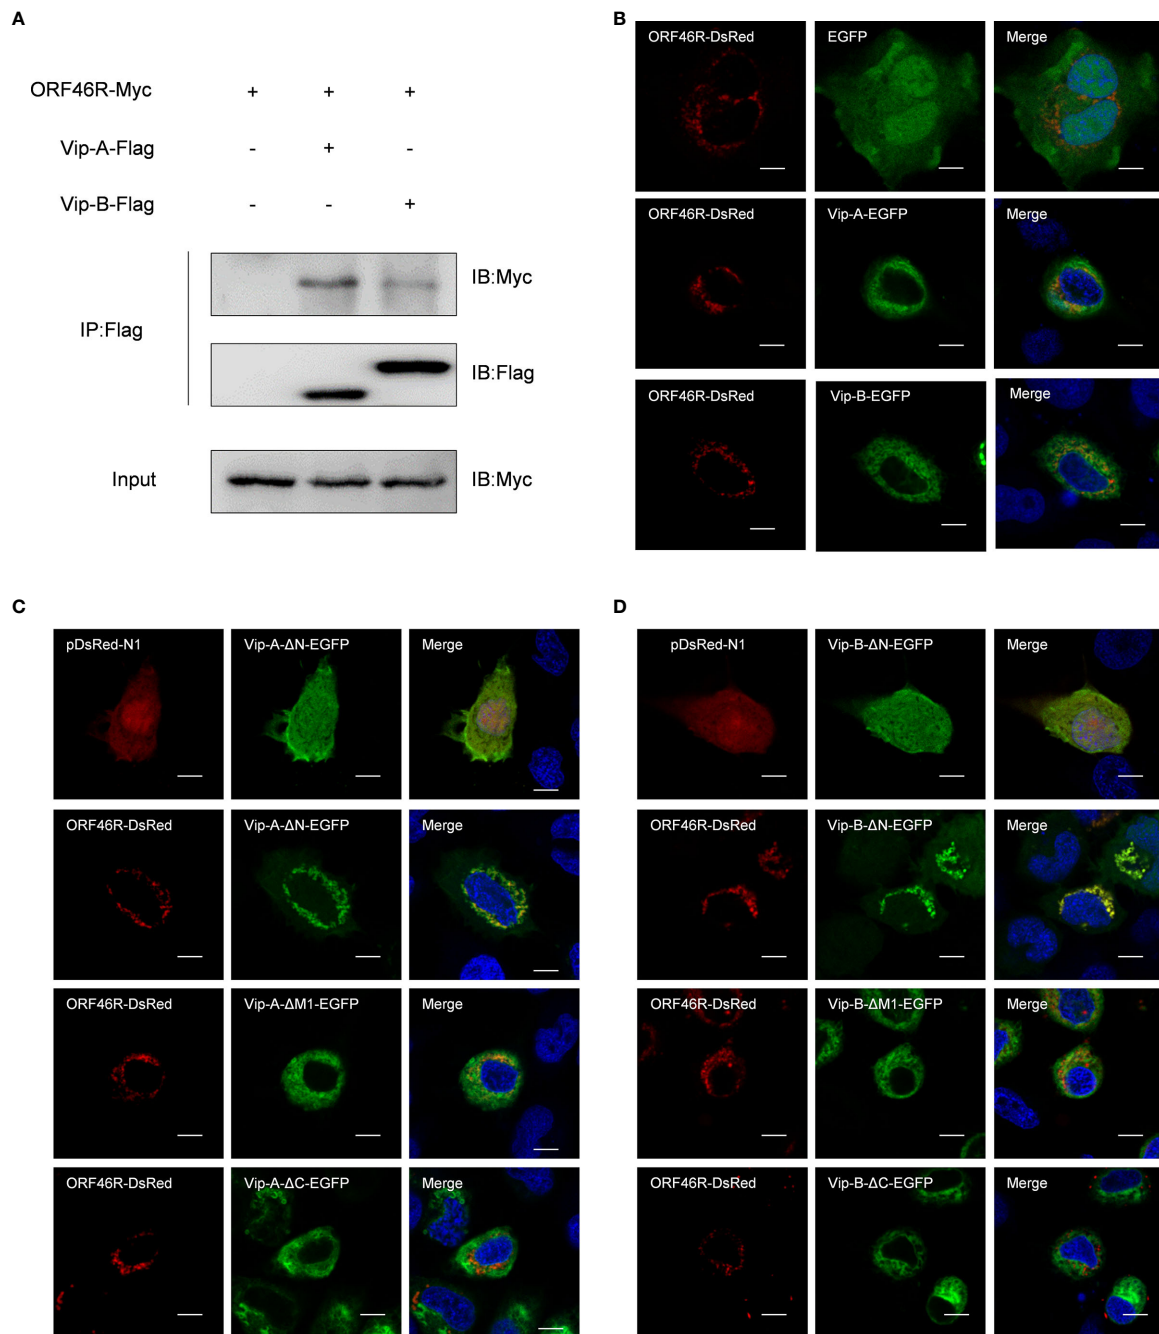 A
ORF46R-Myc + + +
Vip-A-Flag - + -
Vip-B-Flag - - +
IP:Flag
IB:Myc
IB:Flag
Input
IB:Myc
B
ORF46R-DsRed EGFP Merge
ORF46R-DsRed Vip-A-EGFP Merge
ORF46R-DsRed Vip-B-EGFP Merge
C
pDsRed-N1 Vip-A-ΔN-EGFP Merge
ORF46R-DsRed Vip-A-ΔN-EGFP Merge
ORF46R-DsRed Vip-A-ΔM1-EGFP Merge
ORF46R-DsRed Vip-A-ΔC-EGFP Merge
D
pDsRed-N1 Vip-B-ΔN-EGFP Merge
ORF46R-DsRed Vip-B-ΔN-EGFP Merge
ORF46R-DsRed Vip-B-ΔM1-EGFP Merge
ORF46R-DsRed Vip-B-ΔC-EGFP Merge